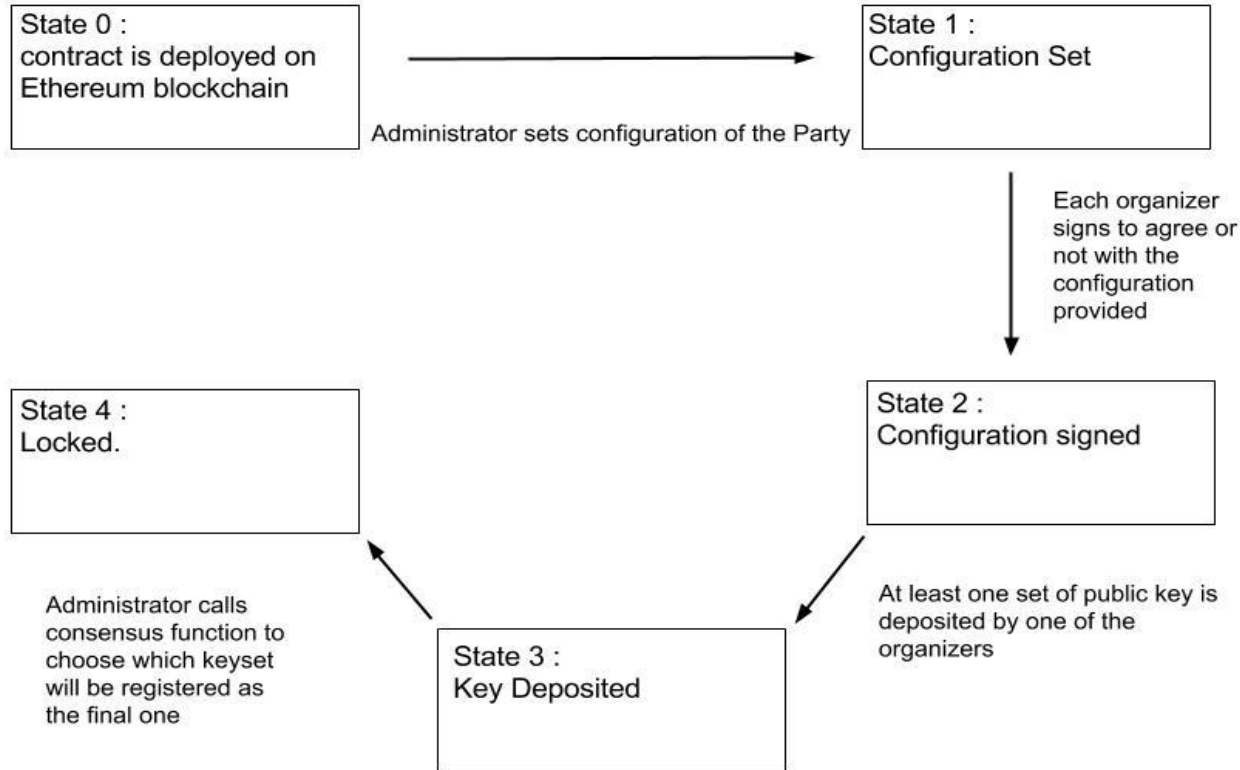 State 0 :
contract is deployed on
Ethereum blockchain
Administrator sets configuration of the Party
State 1 :
Configuration Set
Each organizer
signs to agree or
not with the
configuration
provided
State 2 :
Configuration signed
At least one set of public key is
deposited by one of the
organizers
State 3 :
Key Deposited
Administrator calls
consensus function to
choose which keyset
will be registered as
the final one
State 4 :
Locked.